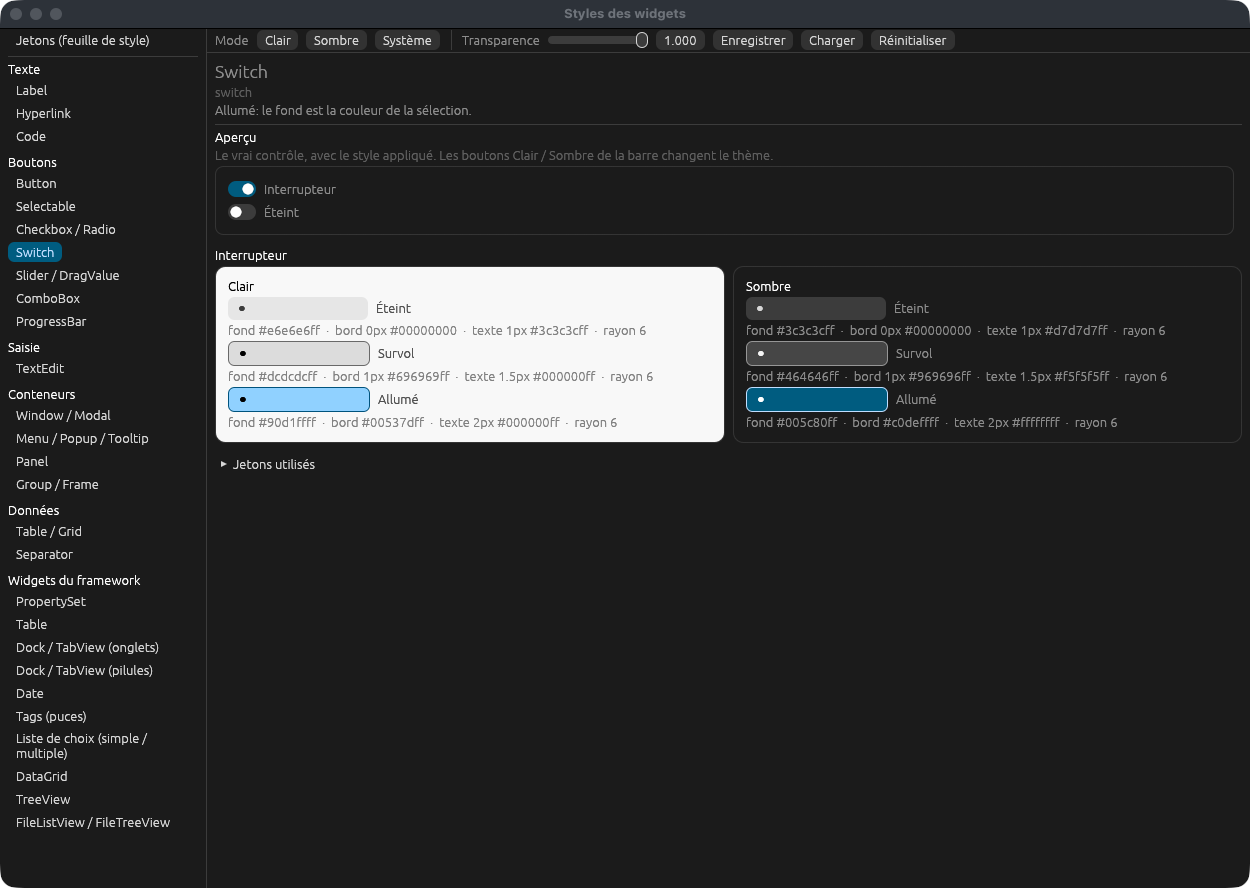 Styles des widgets
Jetons (feuille de style)
Texte
Label
Hyperlink
Code
Boutons
Button
Selectable
Checkbox / Radio
Switch
Slider / DragValue
ComboBox
ProgressBar
Saisie
TextEdit
Conteneurs
Window / Modal
Menu / Popup / Tooltip
Panel
Group / Frame
Données
Table / Grid
Separator
Widgets du framework
PropertySet
Table
Dock / TabView (onglets)
Dock / TabView (pilules)
Date
Tags (puces)
Liste de choix (simple /
multiple)
DataGrid
TreeView
FileListView / FileTreeView
Mode Clair Sombre Système Transparence 1.000 Enregistrer Charger Réinitialiser
Switch
switch
Allumé: le fond est la couleur de la sélection.
Aperçu
Le vrai contrôle, avec le style appliqué. Les boutons Clair / Sombre de la barre changent le thème.
Interrupteur
Éteint
Interrupteur
Clair
Éteint
fond #e6e6e6ff · bord 0px #00000000 · texte 1px #3c3c3cff · rayon 6
Survol
fond #dcdcdcff · bord 1px #696969ff · texte 1.5px #000000ff · rayon 6
Allumé
fond #90d1ffff · bord #00537dff · texte 2px #000000ff · rayon 6
Sombre
Éteint
fond #3c3c3cff · bord 0px #00000000 · texte 1px #d7d7d7ff · rayon 6
Survol
fond #464646ff · bord 1px #969696ff · texte 1.5px #f5f5f5ff · rayon 6
Allumé
fond #005c80ff · bord #c0deffff · texte 2px #ffffffff · rayon 6
Jetons utilisés